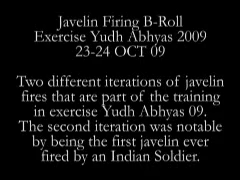 Javelin Firing B-Roll
Exercise Yudh Abhyas 2009
23-24 OCT 09
Two different iterations of javelin
fires that are part of the training
in exercise Yudh Abhyas 09.
The second iteration was notable
by being the first javelin ever
fired by an Indian Soldier.